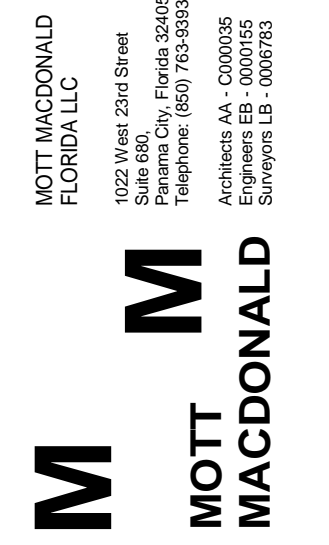 M
M
MOTT
MACDONALD
MOTT MACDONALD
FLORIDA LLC
1022 West 23rd Street
Suite 680,
Panama City, Florida 32405
Telephone: (850) 763-9393
Architects AA - C000035
Engineers EB - 0000155
Surveyors LB - 0006783